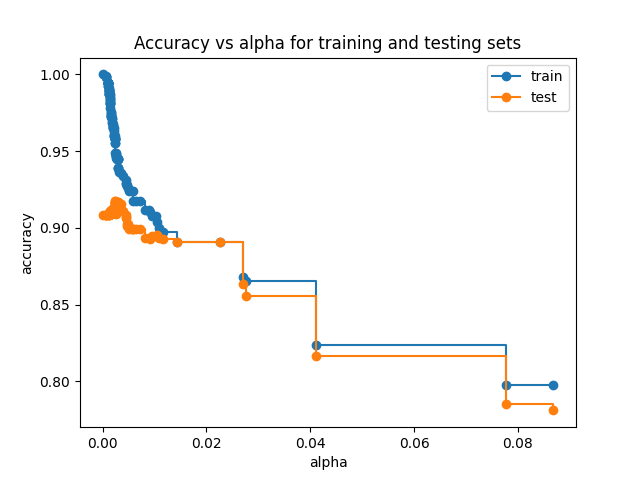 Accuracy vs alpha for training and testing sets
train
test
accuracy
1.00
0.95
0.90
0.85
0.80
0.00 0.02 0.04 0.06 0.08
alpha